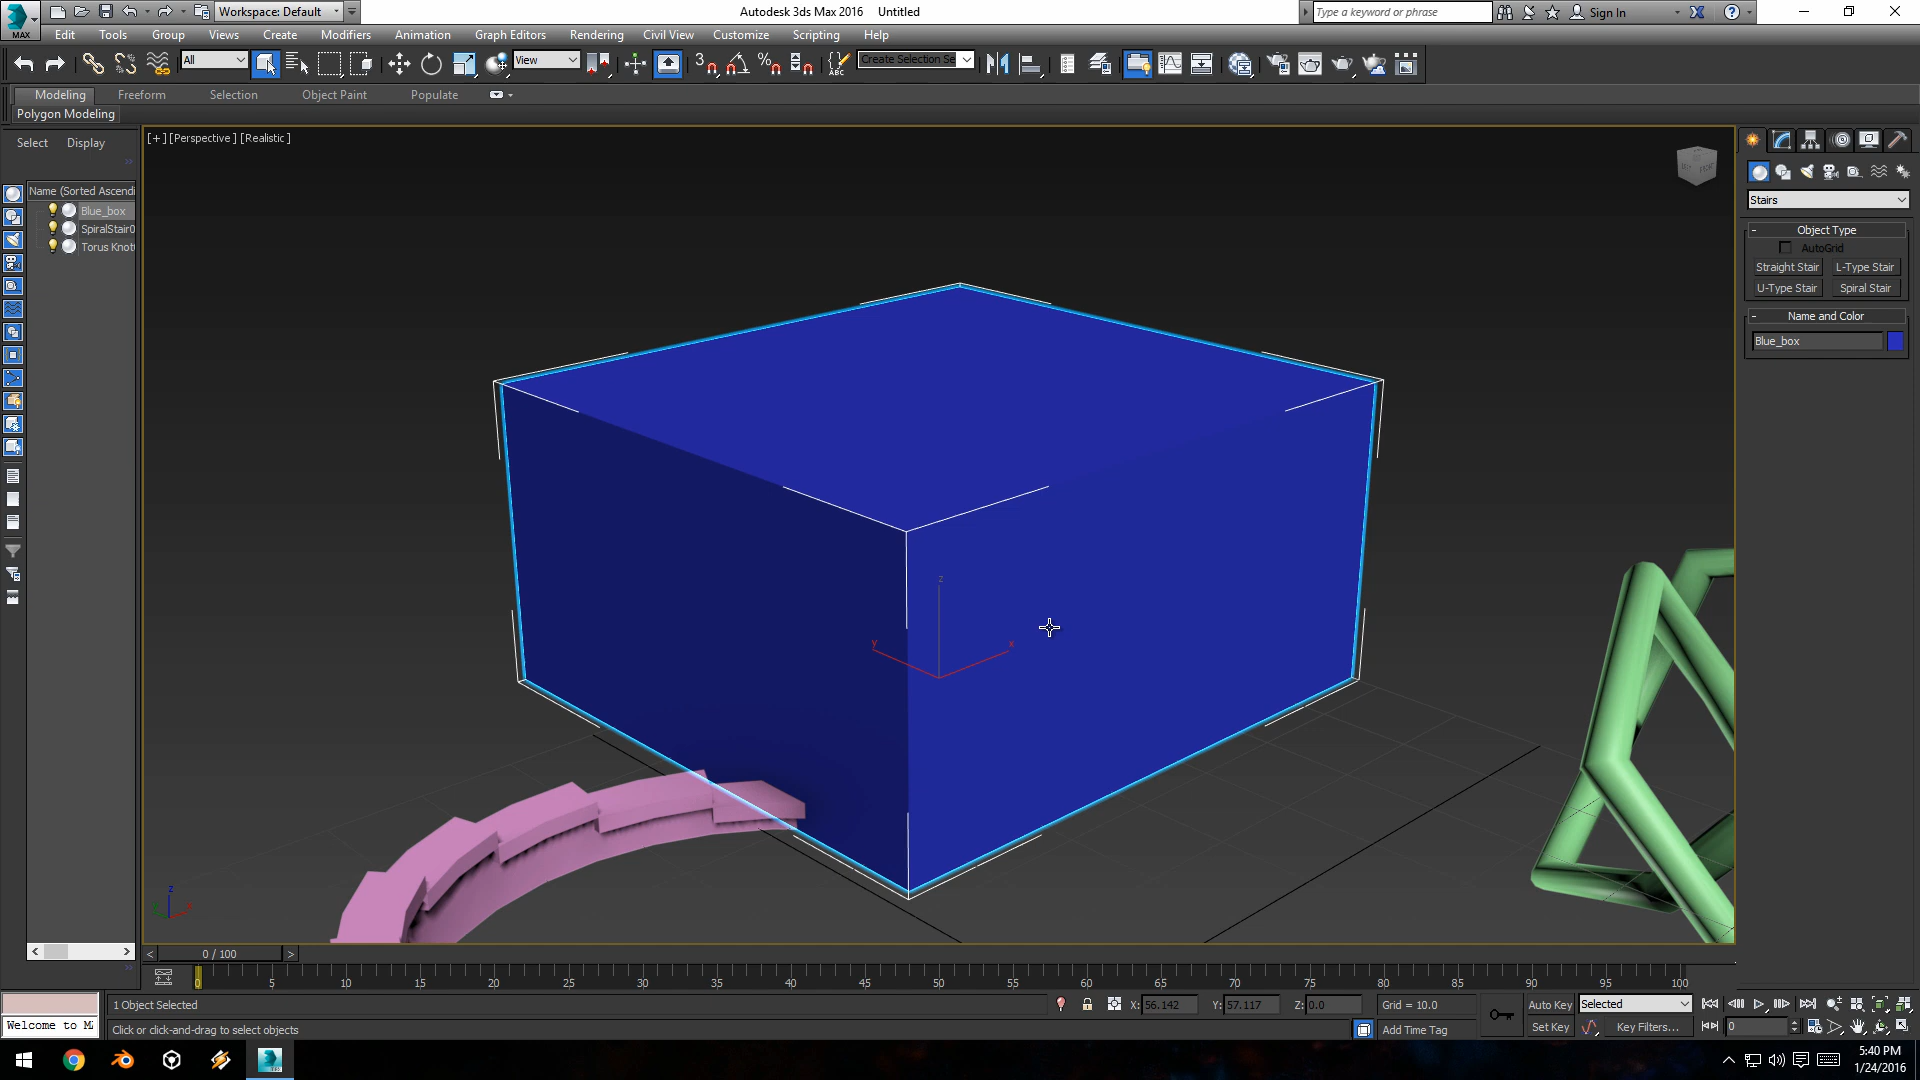 Workspace: Default
Autodesk 3ds Max 2016 Untitled
Type a keyword or phrase
Sign In
MAX
Edit Tools Group Views Create Modifiers Animation Graph Editors Rendering Civil View Customize Scripting Help
All
View
3
ABC
Create Selection Se
Modeling Freeform Selection Object Paint Populate
Polygon Modeling
Select Display
[+] [Perspective] [Realistic]
Name (Sorted Ascendi
Blue_box
SpiralStair0
Torus Knot
Stairs
Object Type
AutoGrid
Straight Stair L-Type Stair
U-Type Stair Spiral Stair
Name and Color
Blue_box
z
y
x
z
0 / 100
0 5 10 15 20 25 30 35 40 45 50 55 60 65 70 75 80 85 90 95 100
1 Object Selected
X: 56.142 Y: 57.117 Z: 0.0 Grid = 10.0
Auto Key Selected
Welcome to M
Click or click-and-drag to select objects
Add Time Tag
Set Key Key Filters... 0
5:40 PM
1/24/2016